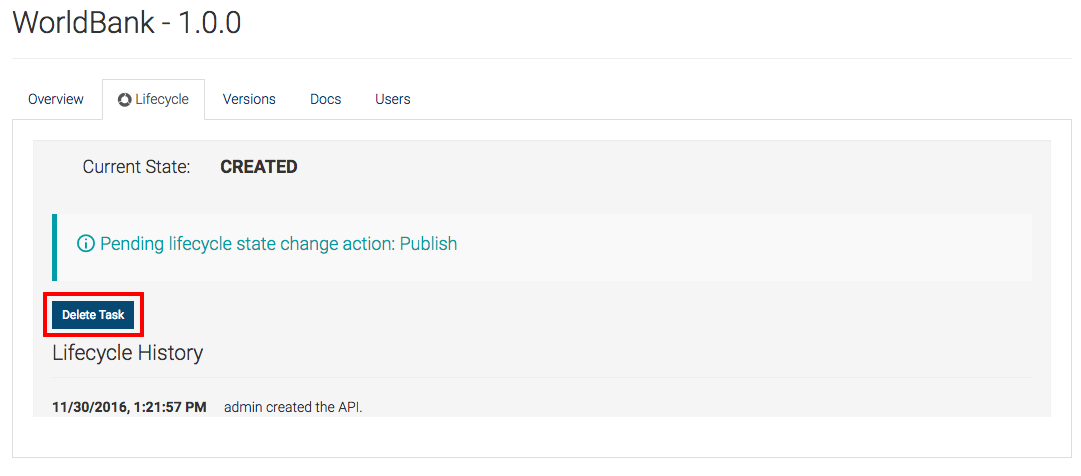 WorldBank - 1.0.0
Overview Lifecycle Versions Docs Users
Current State: CREATED
Pending lifecycle state change action: Publish
Delete Task
Lifecycle History
11/30/2016, 1:21:57 PM admin created the API.